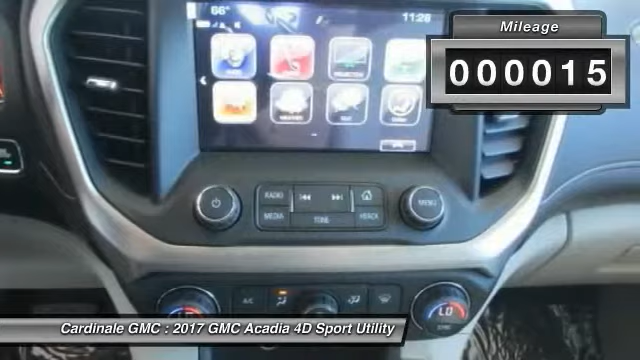 66°
11:28
Mileage
000015
RADIO
MEDIA
TONE
BACK
MENU
A/C
LO
SYNC
Cardinale GMC : 2017 GMC Acadia 4D Sport Utility